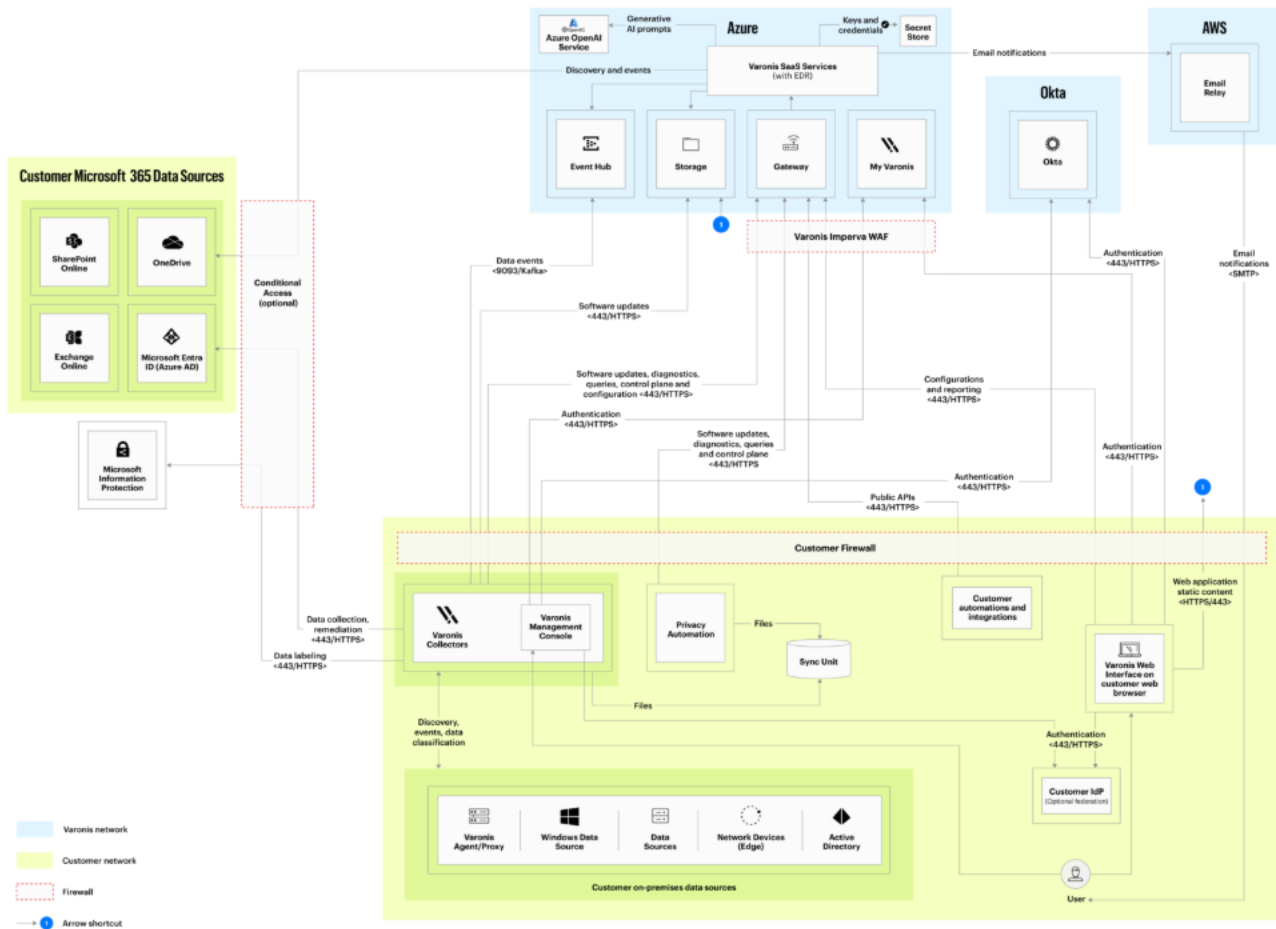 Azure
AWS
Okta
OpenAI
Azure OpenAI
Service
Generative
AI prompts
Keys and
credentials
Secret
Store
Varonis SaaS Services
(with EDR)
Email notifications
Email
Relay
Discovery and events
Event Hub
Storage
Gateway
My Varonis
Okta
1
Varonis Imperva WAF
Customer Microsoft 365 Data Sources
SharePoint
Online
OneDrive
Exchange
Online
Microsoft Entra
ID (Azure AD)
Conditional
Access
(optional)
Microsoft
Information
Protection
Data events
<9093/Kafka>
Software updates
<443/HTTPS>
Software updates, diagnostics,
queries, control plane and
configuration <443/HTTPS>
Authentication
<443/HTTPS>
Software updates,
diagnostics, queries
and control plane
<443/HTTPS
Configurations
and reporting
<443/HTTPS>
Authentication
<443/HTTPS>
Public APIs
<443/HTTPS>
Authentication
<443/HTTPS>
Authentication
<443/HTTPS>
Email
notifications
<SMTP>
1
Customer Firewall
Web application
static content
<HTTPS/443>
Data collection,
remediation
<443/HTTPS>
Data labeling
<443/HTTPS>
Varonis
Collectors
Varonis
Management
Console
Privacy
Automation
Files
Sync Unit
Files
Customer
automations and
integrations
Varonis Web
Interface on
customer web
browser
Authentication
<443/HTTPS>
Customer IdP
(Optional federation)
User
Discovery,
events, data
classification
Varonis
Agent/Proxy
Windows Data
Source
Data
Sources
Network Devices
(Edge)
Active
Directory
Customer on-premises data sources
Varonis network
Customer network
Firewall
1
Arrow shortcut